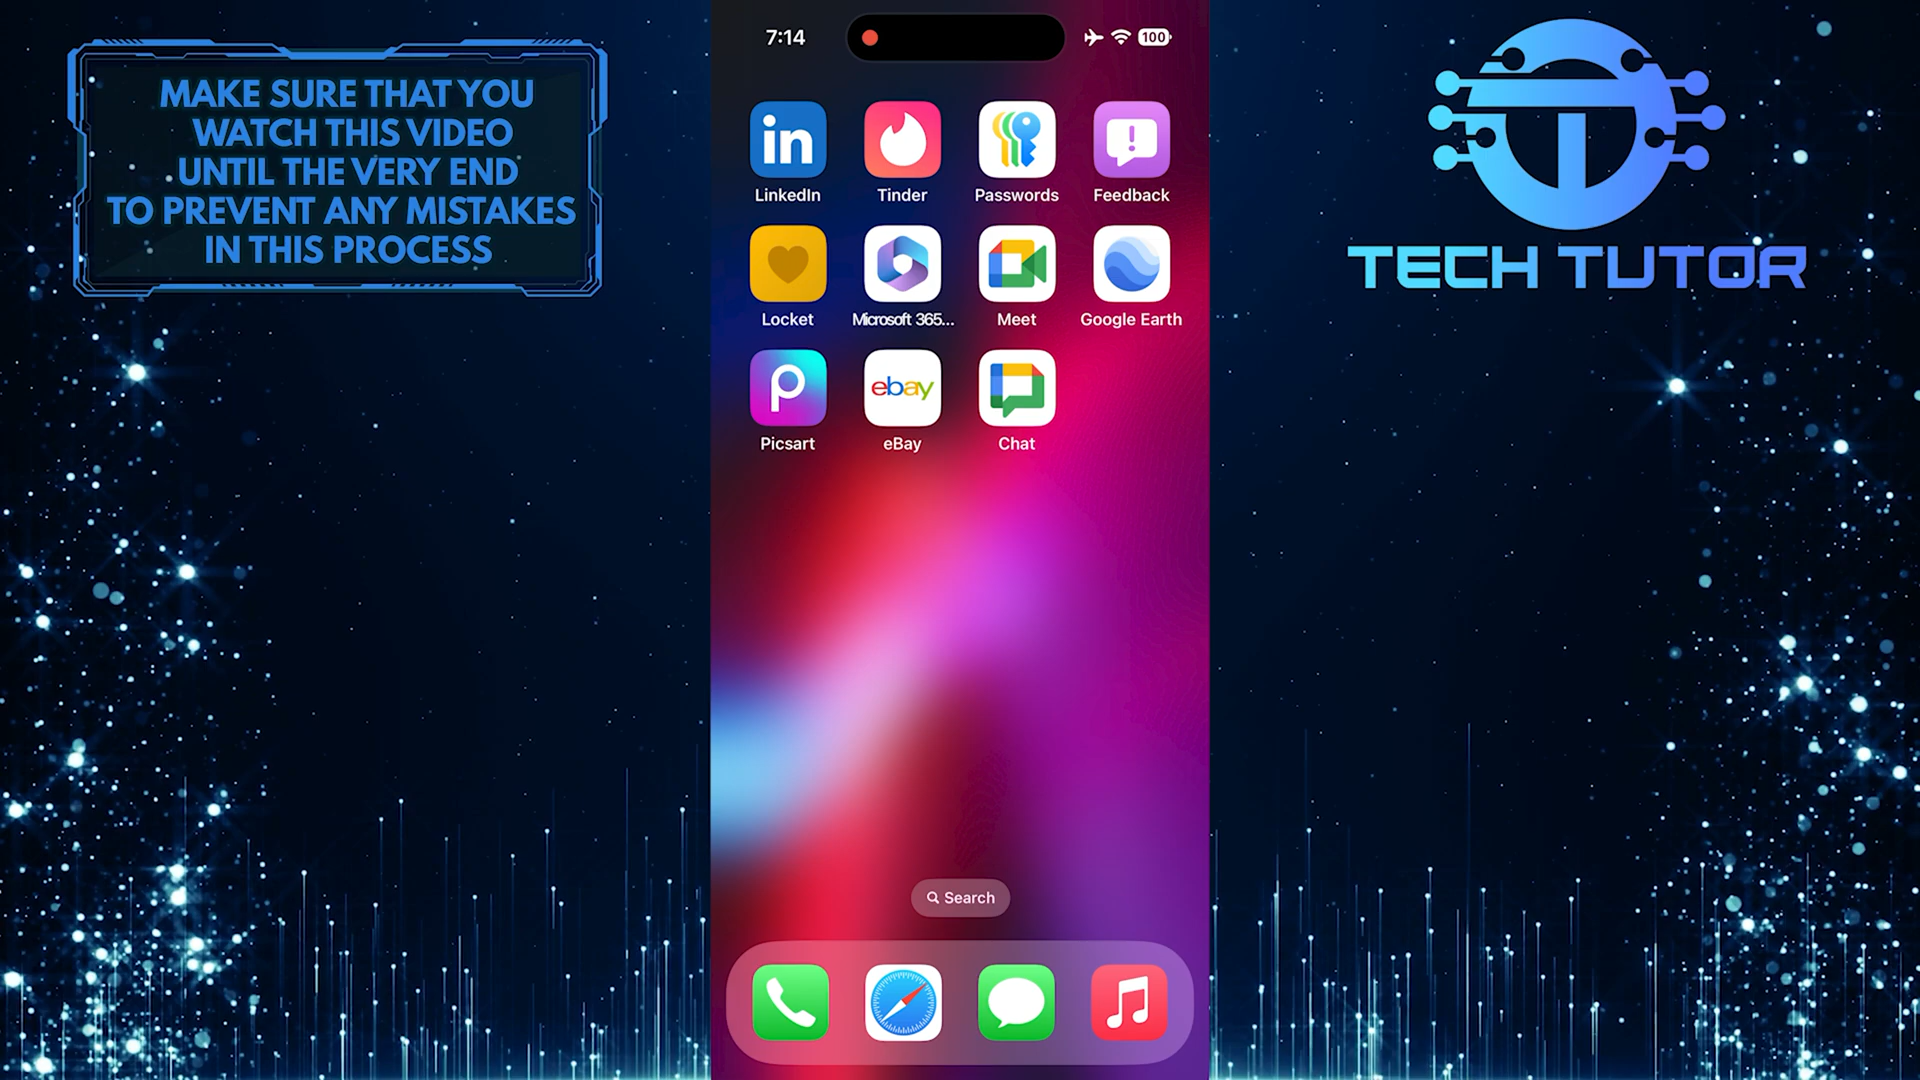 MAKE SURE THAT YOU
WATCH THIS VIDEO
UNTIL THE VERY END
TO PREVENT ANY MISTAKES
IN THIS PROCESS
7:14
100
LinkedIn
Tinder
Passwords
Feedback
Locket
Microsoft 365...
Meet
Google Earth
Picsart
eBay
Chat
in
ebay
Search
TECH TUTOR